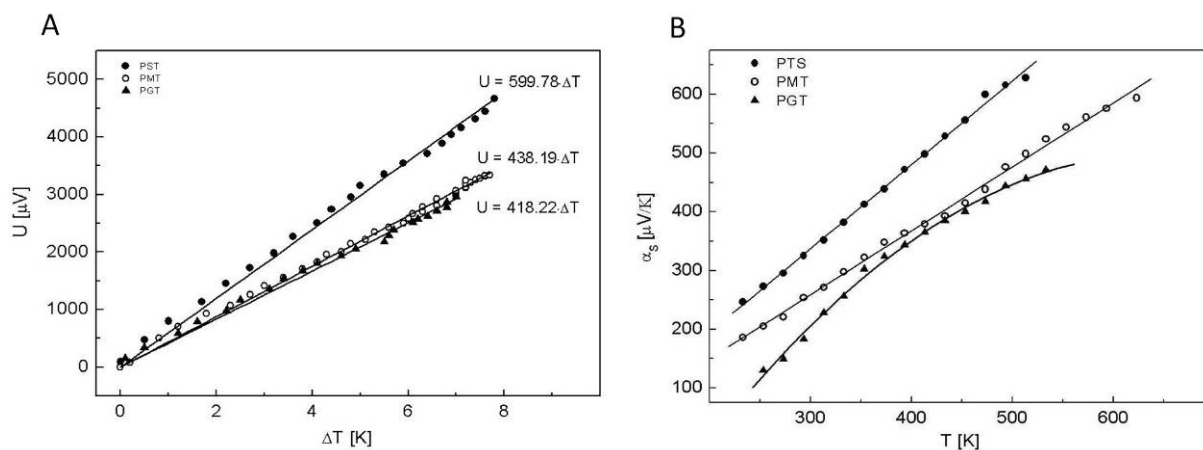 A
PST
PMT
PGT
U = 599.78·ΔT
U = 438.19·ΔT
U = 418.22·ΔT
5000
4000
3000
2000
1000
0
U [µV]
0 2 4 6 8
ΔT [K]
B
PTS
PMT
PGT
600
500
400
300
200
100
αS [µV/K]
300 400 500 600
T [K]